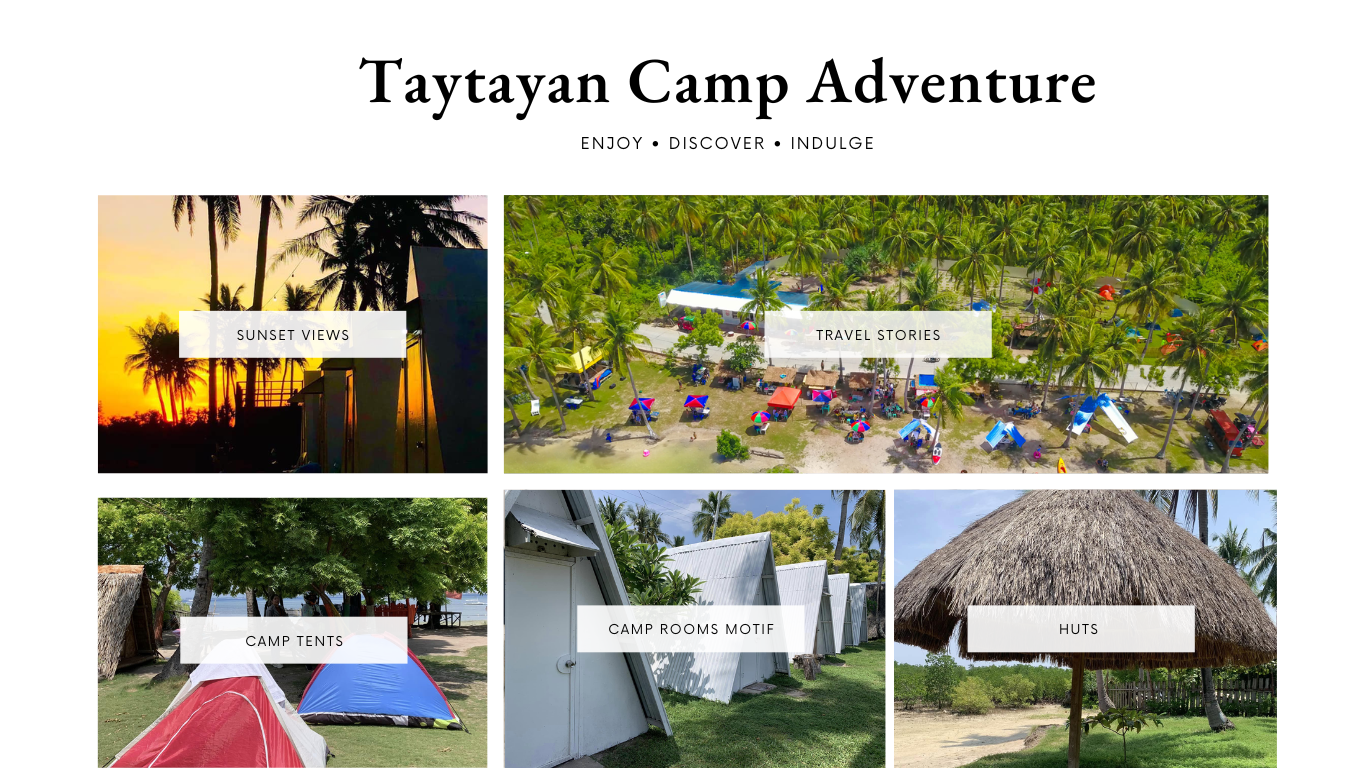 Taytayan Camp Adventure
ENJOY • DISCOVER • INDULGE
SUNSET VIEWS
TRAVEL STORIES
CAMP TENTS
CAMP ROOMS MOTIF
HUTS